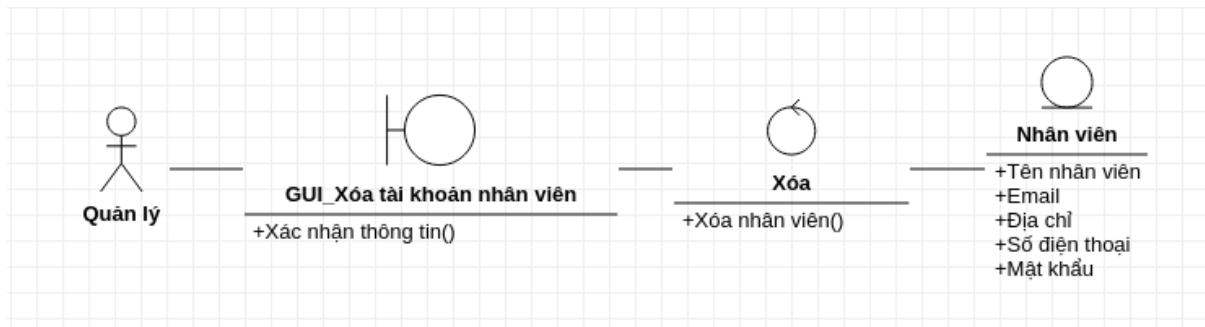 Quản lý
GUI_Xóa tài khoản nhân viên
+Xác nhận thông tin()
Xóa
+Xóa nhân viên()
Nhân viên
+Tên nhân viên
+Email
+Địa chỉ
+Số điện thoại
+Mật khẩu